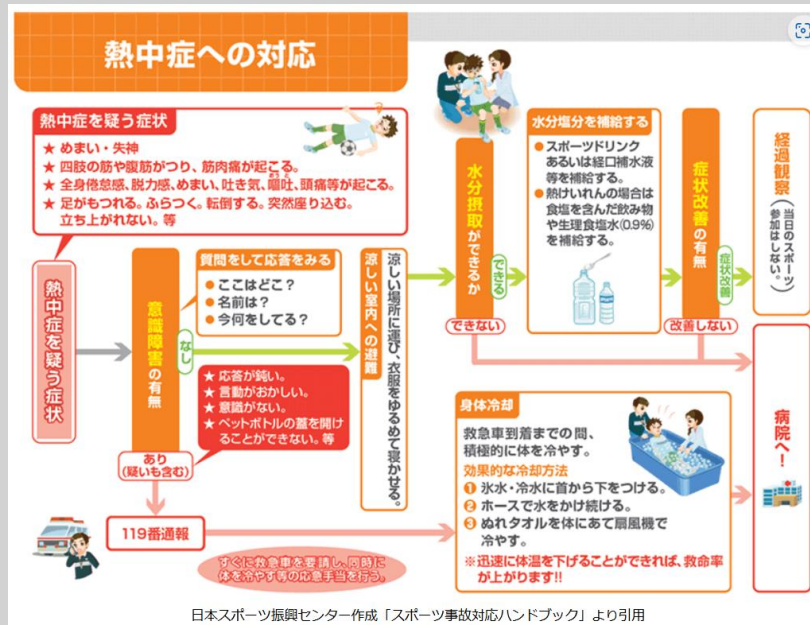 熱中症への対応
熱中症を疑う症状
★ めまい・失神
★ 四肢の筋や腹筋がつり、筋肉痛が起こる。
★ 全身倦怠感、脱力感、めまい、吐き気、嘔吐、頭痛等が起こる。
★ 足がもつれる。ふらつく。転倒する。突然座り込む。
立ち上がれない。等
熱中症を疑う症状
意識障害の有無
質問をして応答をみる
● ここはどこ?
● 名前は?
● 今何をしてる?
なし
★ 応答が鈍い。
★ 言動がおかしい。
★ 意識がない。
★ ペットボトルの蓋を開け
ることができない。等
あり
(疑いも含む)
119番通報
すぐに救急車を要請し、同時に
体を冷やす等の応急手当を行う。
涼しい室内への避難
涼しい場所に運び、衣服をゆるめて寝かせる。
水分摂取ができるか
できる
できない
水分塩分を補給する
● スポーツドリンク
あるいは経口補水液
等を補給する。
● 熱けいれんの場合は
食塩を含んだ飲み物
や生理食塩水(0.9%)
を補給する。
症状改善の有無
症状改善
改善しない
経過観察
(当日のスポーツ
参加はしない。)
身体冷却
救急車到着までの間、
積極的に体を冷やす。
効果的な冷却方法
❶ 氷水・冷水に首から下をつける。
❷ ホースで水をかけ続ける。
❸ ぬれタオルを体にあて扇風機で
冷やす。
※迅速に体温を下げることができれば、救命率
が上がります!!
病院へ!
日本スポーツ振興センター作成「スポーツ事故対応ハンドブック」より引用